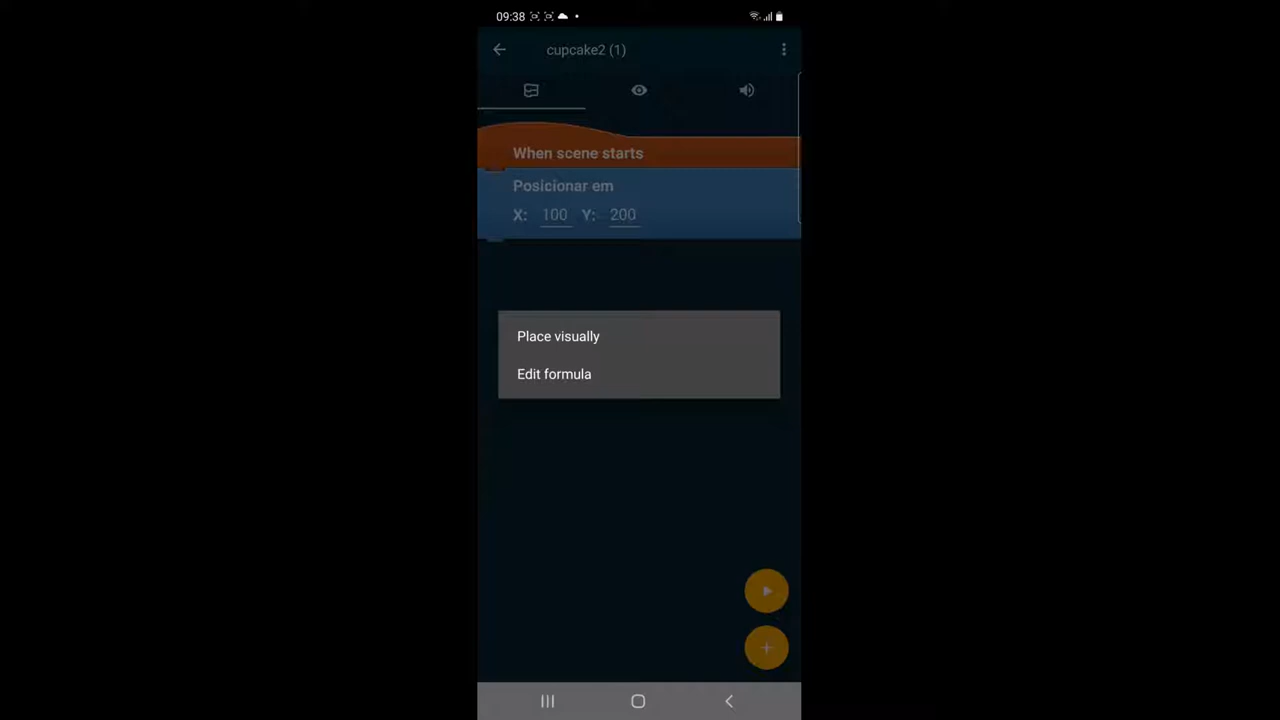 09:38
cupcake2 (1)
When scene starts
Posicionar em
X: 100 Y: 200
Place visually
Edit formula